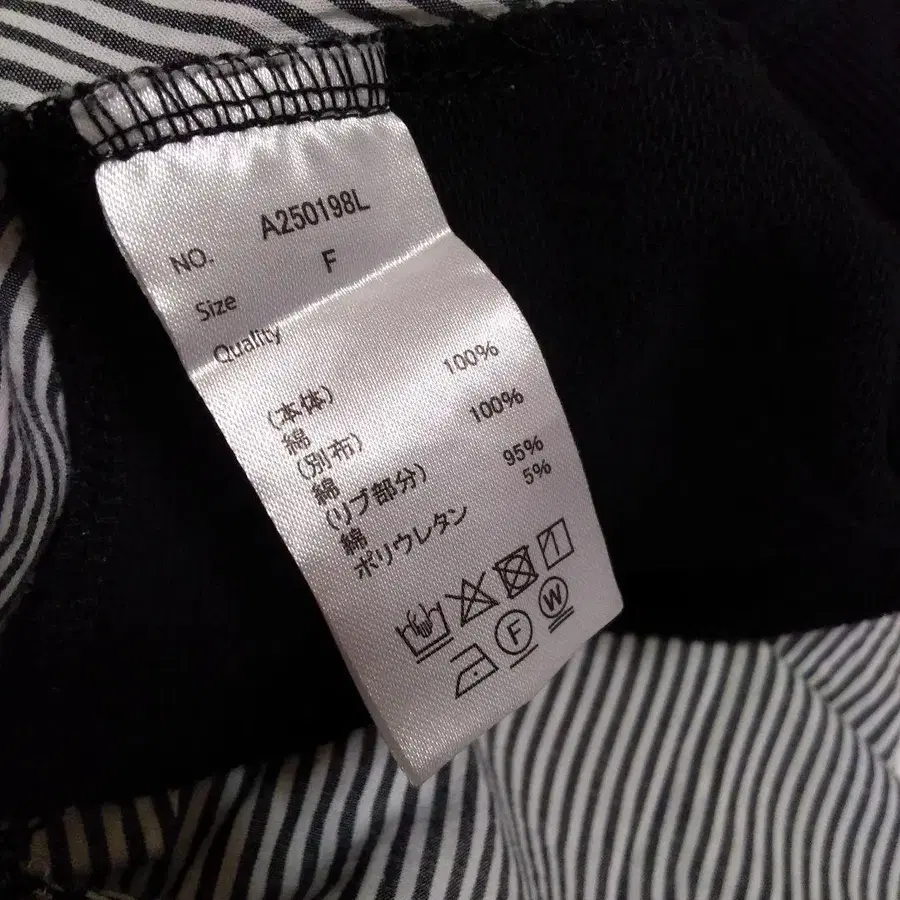 NO. A250198L
Size F
Quality
(本体)
綿 100%
(別布)
綿 100%
(リブ部分)
綿 95%
ポリウレタン 5%
F W